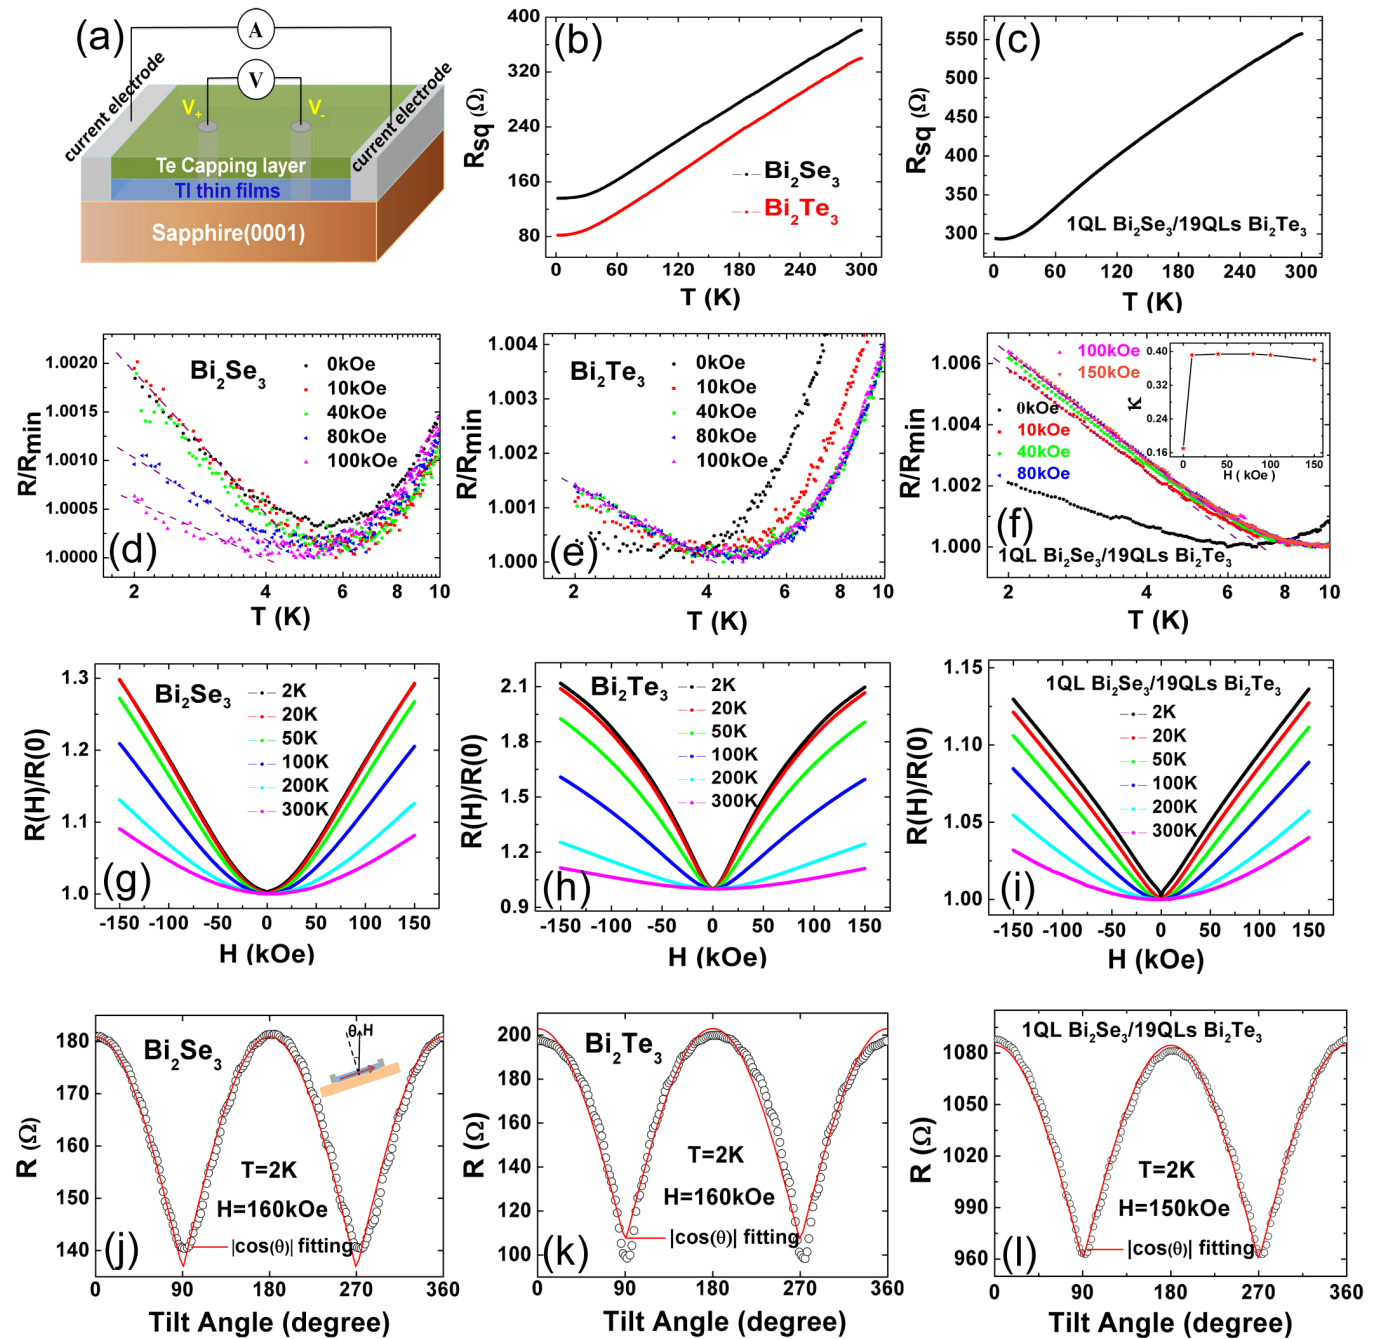 (a)
A
V
V+
V-
current electrode
current electrode
Te Capping layer
TI thin films
Sapphire(0001)
(b)
Rsq (Ω)
400
320
240
160
80
Bi2Se3
Bi2Te3
0 60 120 180 240 300
T (K)
(c)
Rsq (Ω)
550
500
450
400
350
300
1QL Bi2Se3/19QLs Bi2Te3
0 60 120 180 240 300
T (K)
(d)
R/Rmin
1.0020
1.0015
1.0010
1.0005
1.0000
Bi2Se3
0kOe
10kOe
40kOe
80kOe
100kOe
2 4 6 8 10
T (K)
(e)
R/Rmin
1.004
1.003
1.002
1.001
1.000
Bi2Te3
0kOe
10kOe
40kOe
80kOe
100kOe
2 4 6 8 10
T (K)
(f)
R/Rmin
1.006
1.004
1.002
1.000
100kOe
150kOe
0kOe
10kOe
40kOe
80kOe
κ
0.40
0.32
0.24
0.16
0 50 100 150
H ( kOe )
1QL Bi2Se3/19QLs Bi2Te3
2 4 6 8 10
T (K)
(g)
R(H)/R(0)
1.3
1.2
1.1
1.0
Bi2Se3
2K
20K
50K
100K
200K
300K
-150 -100 -50 0 50 100 150
H (kOe)
(h)
R(H)/R(0)
2.1
1.8
1.5
1.2
0.9
Bi2Te3
2K
20K
50K
100K
200K
300K
-150 -100 -50 0 50 100 150
H (kOe)
(i)
R(H)/R(0)
1.15
1.10
1.05
1.00
1QL Bi2Se3/19QLs Bi2Te3
2K
20K
50K
100K
200K
300K
-150 -100 -50 0 50 100 150
H (kOe)
(j)
R (Ω)
180
170
160
150
140
Bi2Se3
θ H
T=2K
H=160kOe
|cos(θ)| fitting
0 90 180 270 360
Tilt Angle (degree)
(k)
R (Ω)
200
180
160
140
120
100
Bi2Te3
T=2K
H=160kOe
|cos(θ)| fitting
0 90 180 270 360
Tilt Angle (degree)
(l)
R (Ω)
1080
1050
1020
990
960
1QL Bi2Se3/19QLs Bi2Te3
T=2K
H=150kOe
|cos(θ)| fitting
0 90 180 270 360
Tilt Angle (degree)